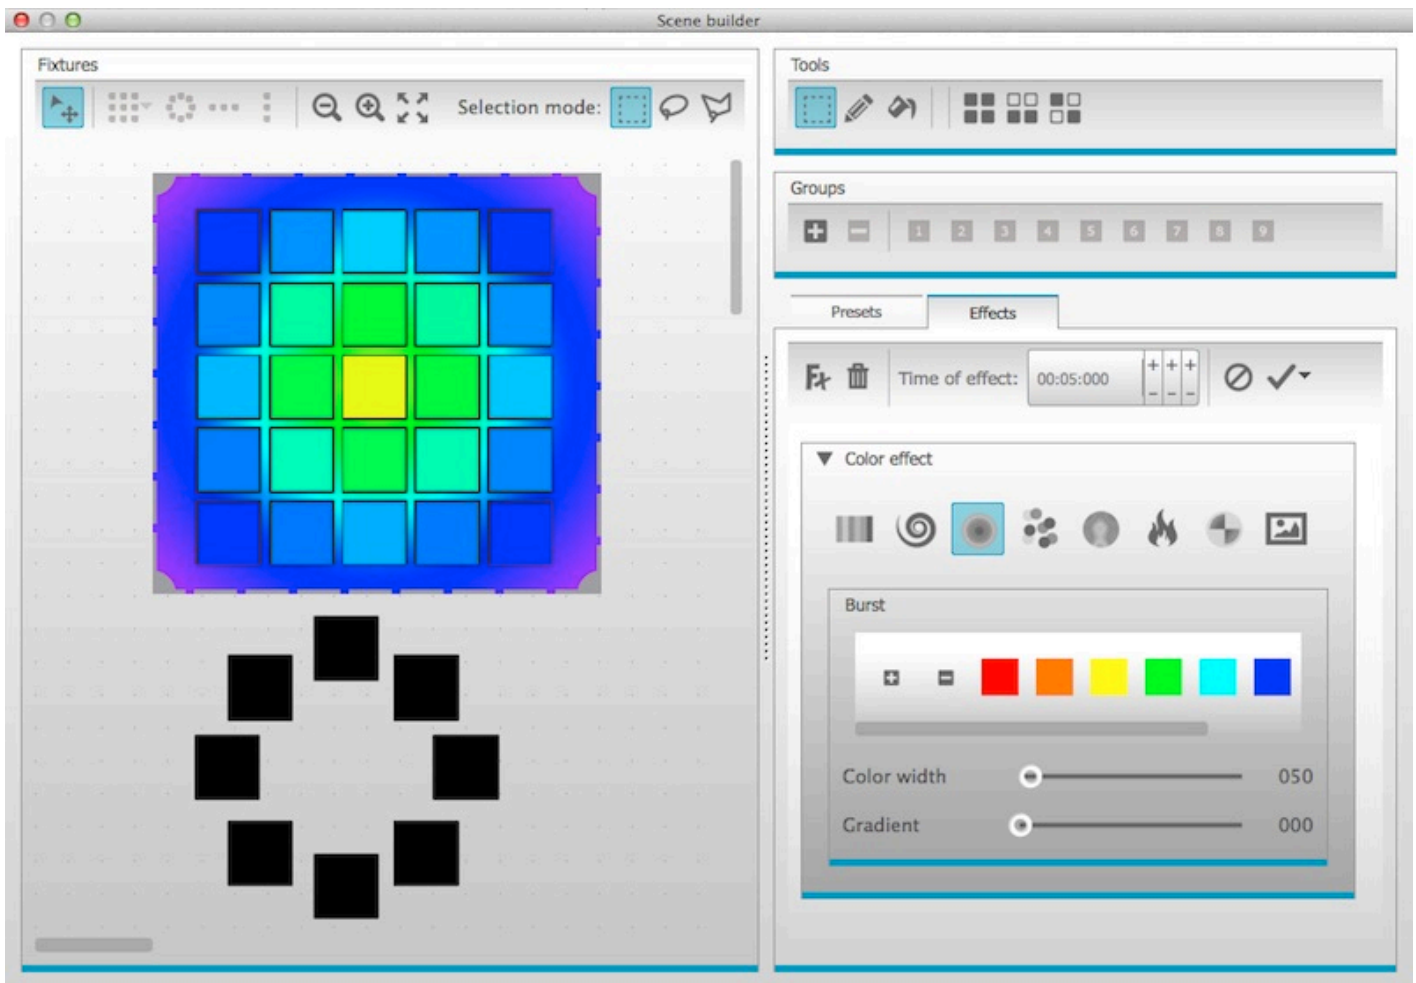 Scene builder
Fixtures
Selection mode:
Tools
Groups
1 2 3 4 5 6 7 8 9
Presets
Effects
Fx
Time of effect: 00:05:000
Color effect
Burst
Color width 050
Gradient 000